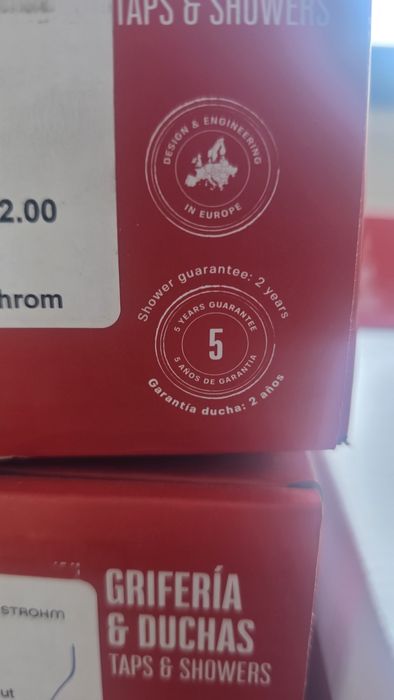 TAPS & SHOWERS
DESIGN & ENGINEERING
IN EUROPE
2.00
hrom
Shower guarantee: 2 years
5 YEARS GUARANTEE
5
5 AÑOS DE GARANTIA
Garantía ducha: 2 años
GRIFERÍA
& DUCHAS
TAPS & SHOWERS
STROHM
ut